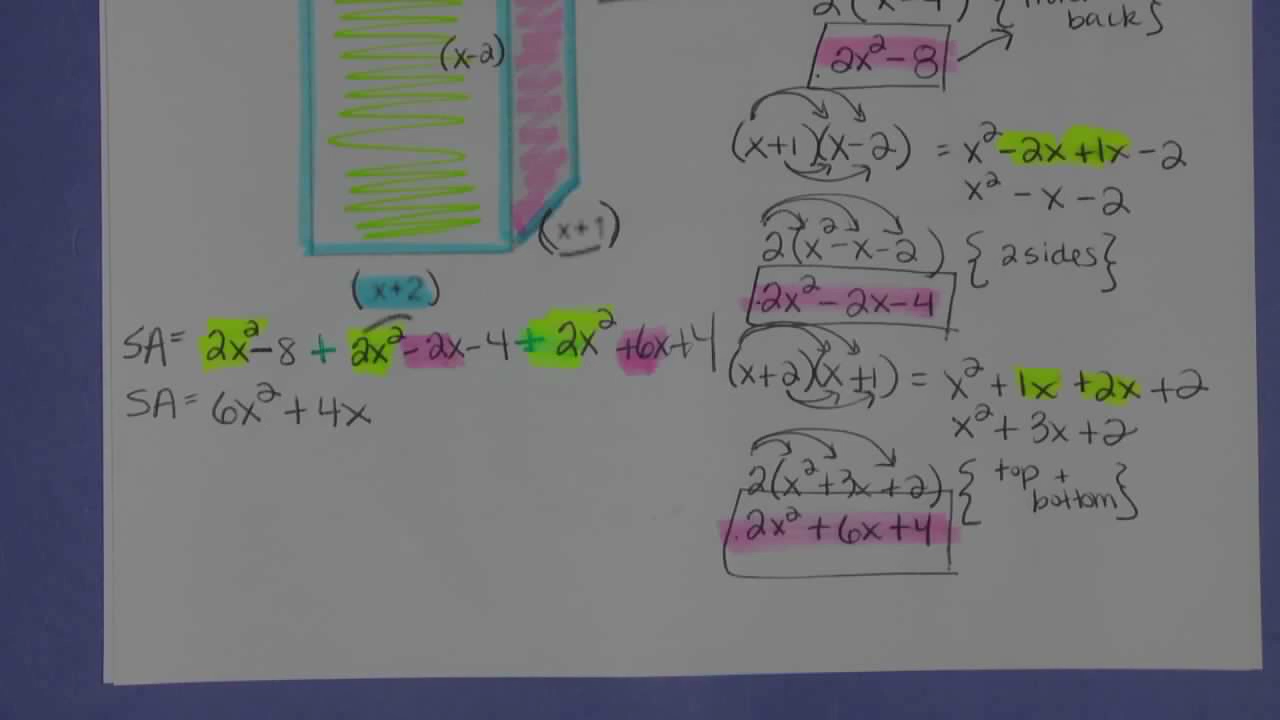 (x-2)
(x+1)
(x+2)
SA= 2x²-8 + 2x²-2x-4 + 2x² +6x+4
SA= 6x²+4x
back}
2x²-8
(x+1)(x-2) = x²-2x+1x-2
x² - x - 2
2(x²-x-2) {2 sides}
2x²-2x-4
(x+2)(x+1) = x²+1x+2x+2
x²+3x+2
2(x²+3x+2) {top +
bottom}
2x²+6x+4